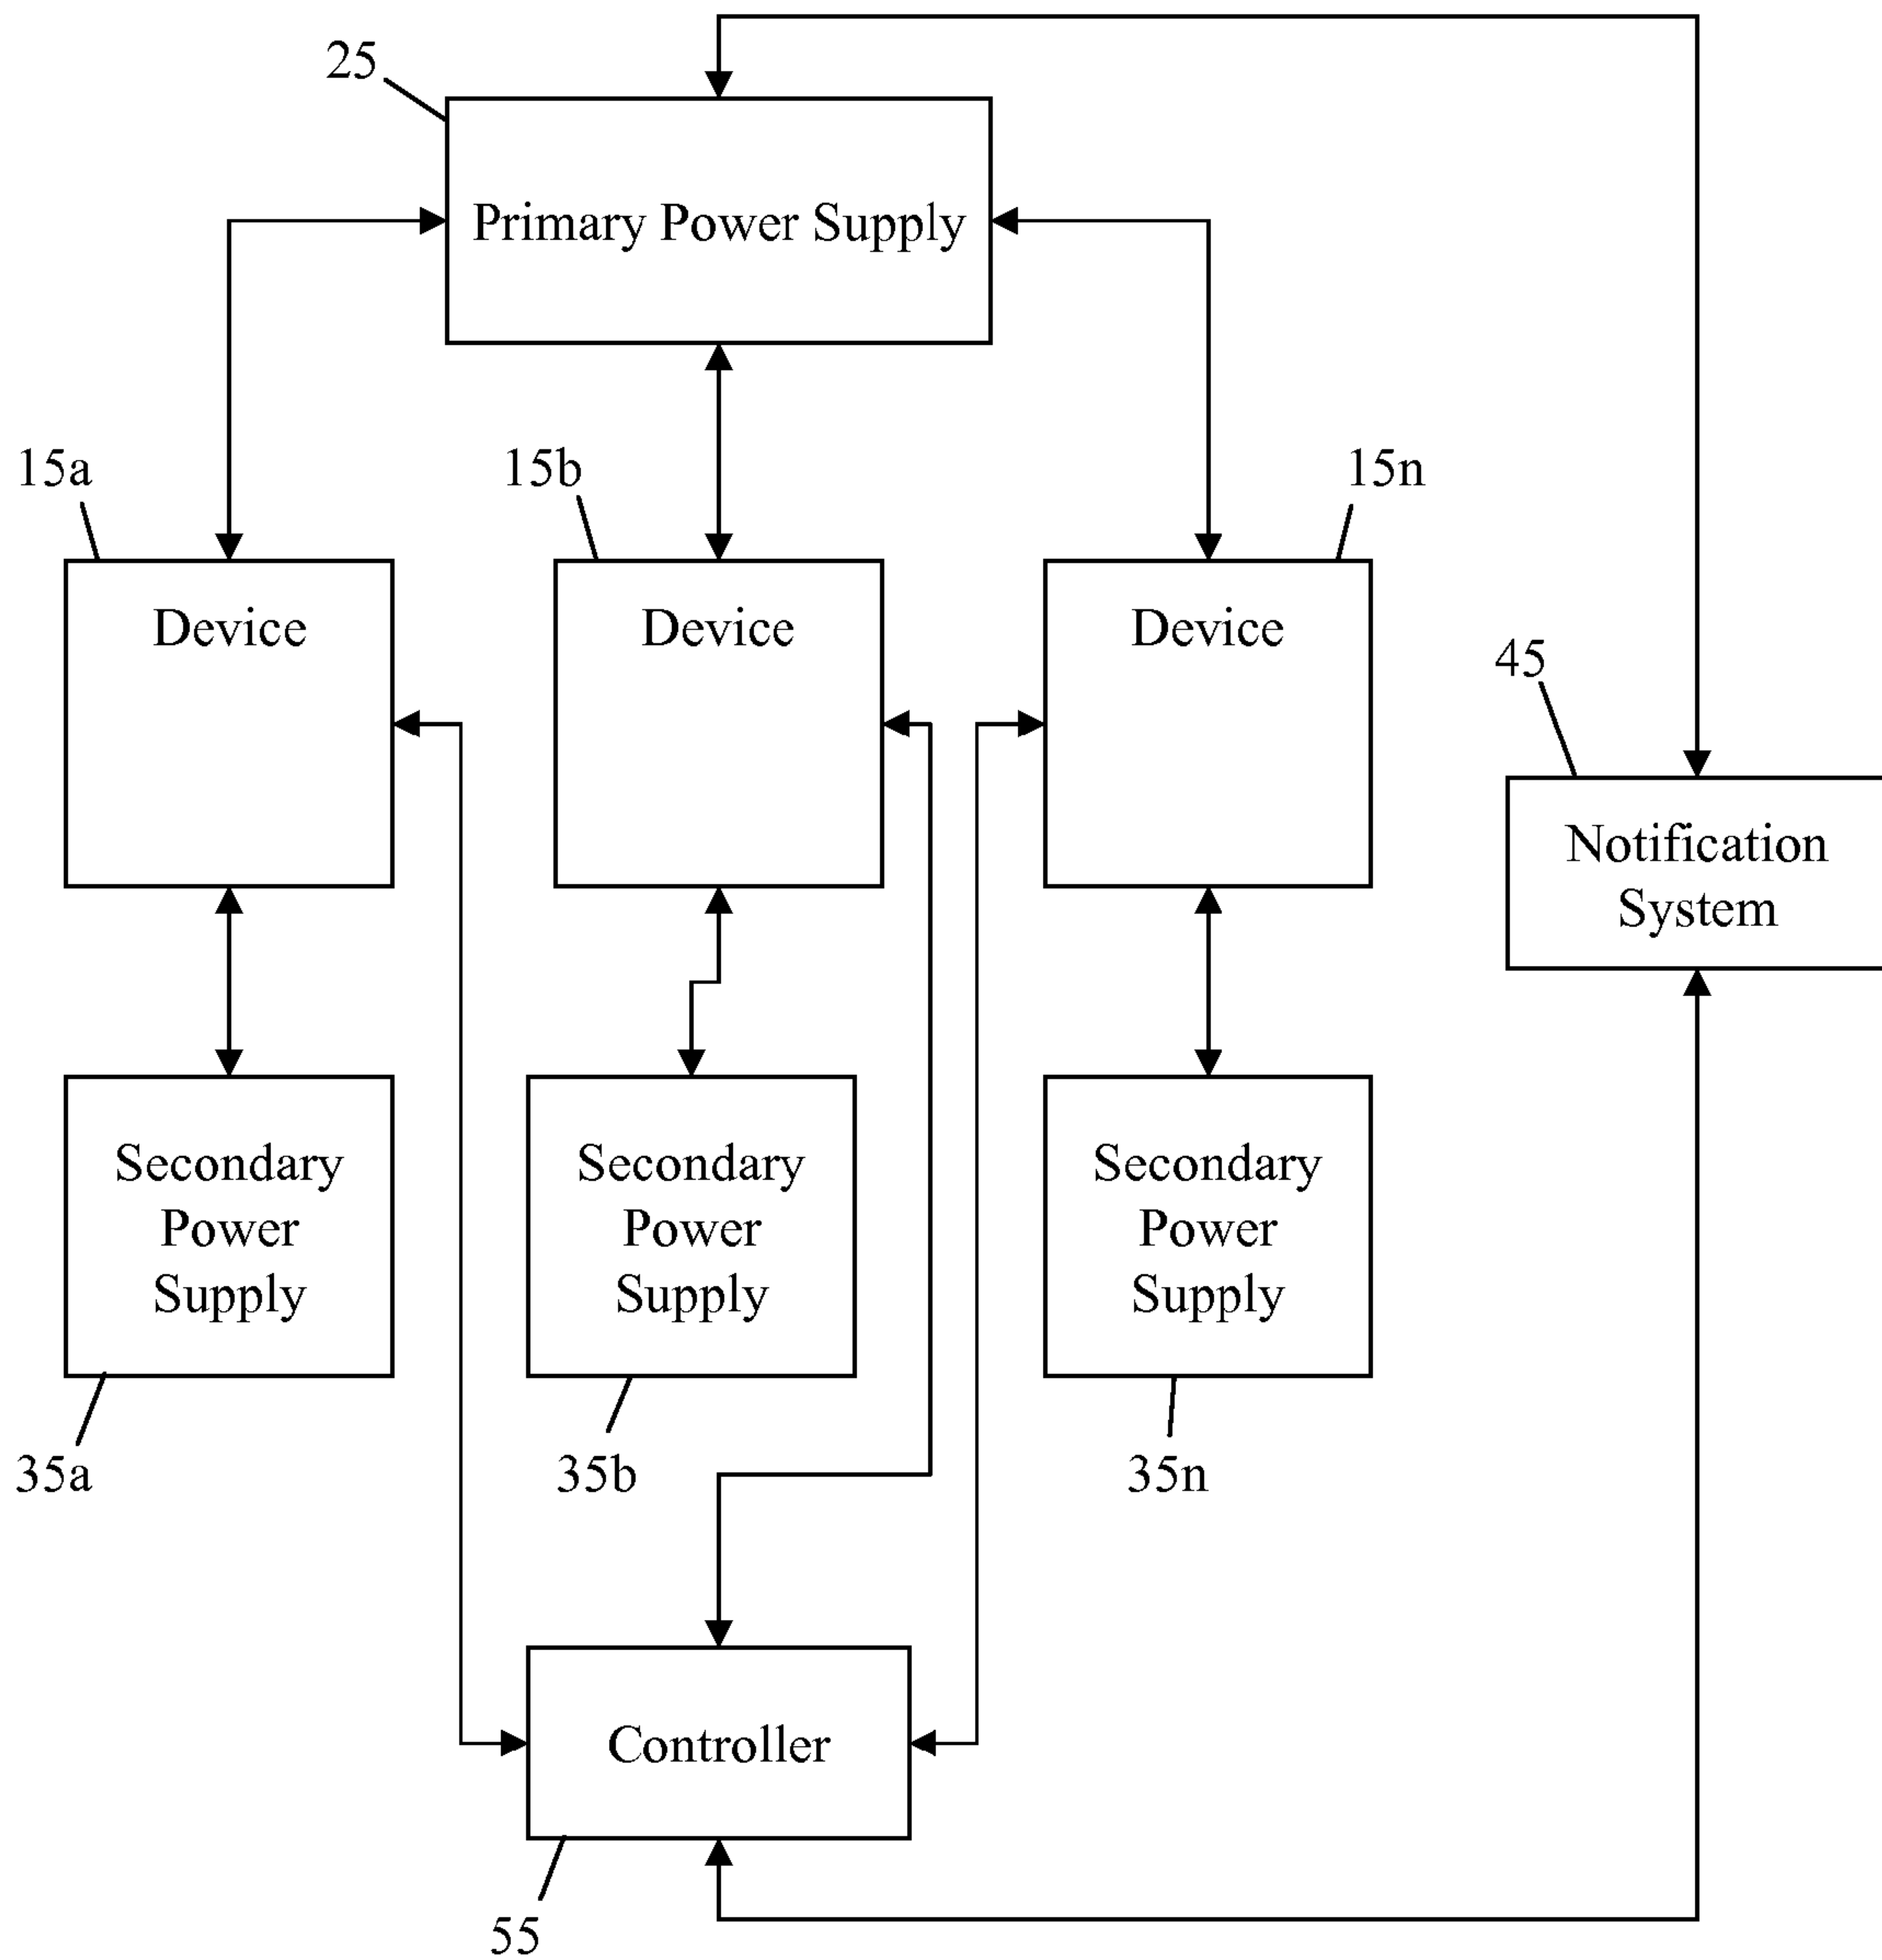 25
Primary Power Supply
15a
15b
15n
Device
Device
Device
45
Notification
System
Secondary
Power
Supply
Secondary
Power
Supply
Secondary
Power
Supply
35a
35b
35n
Controller
55